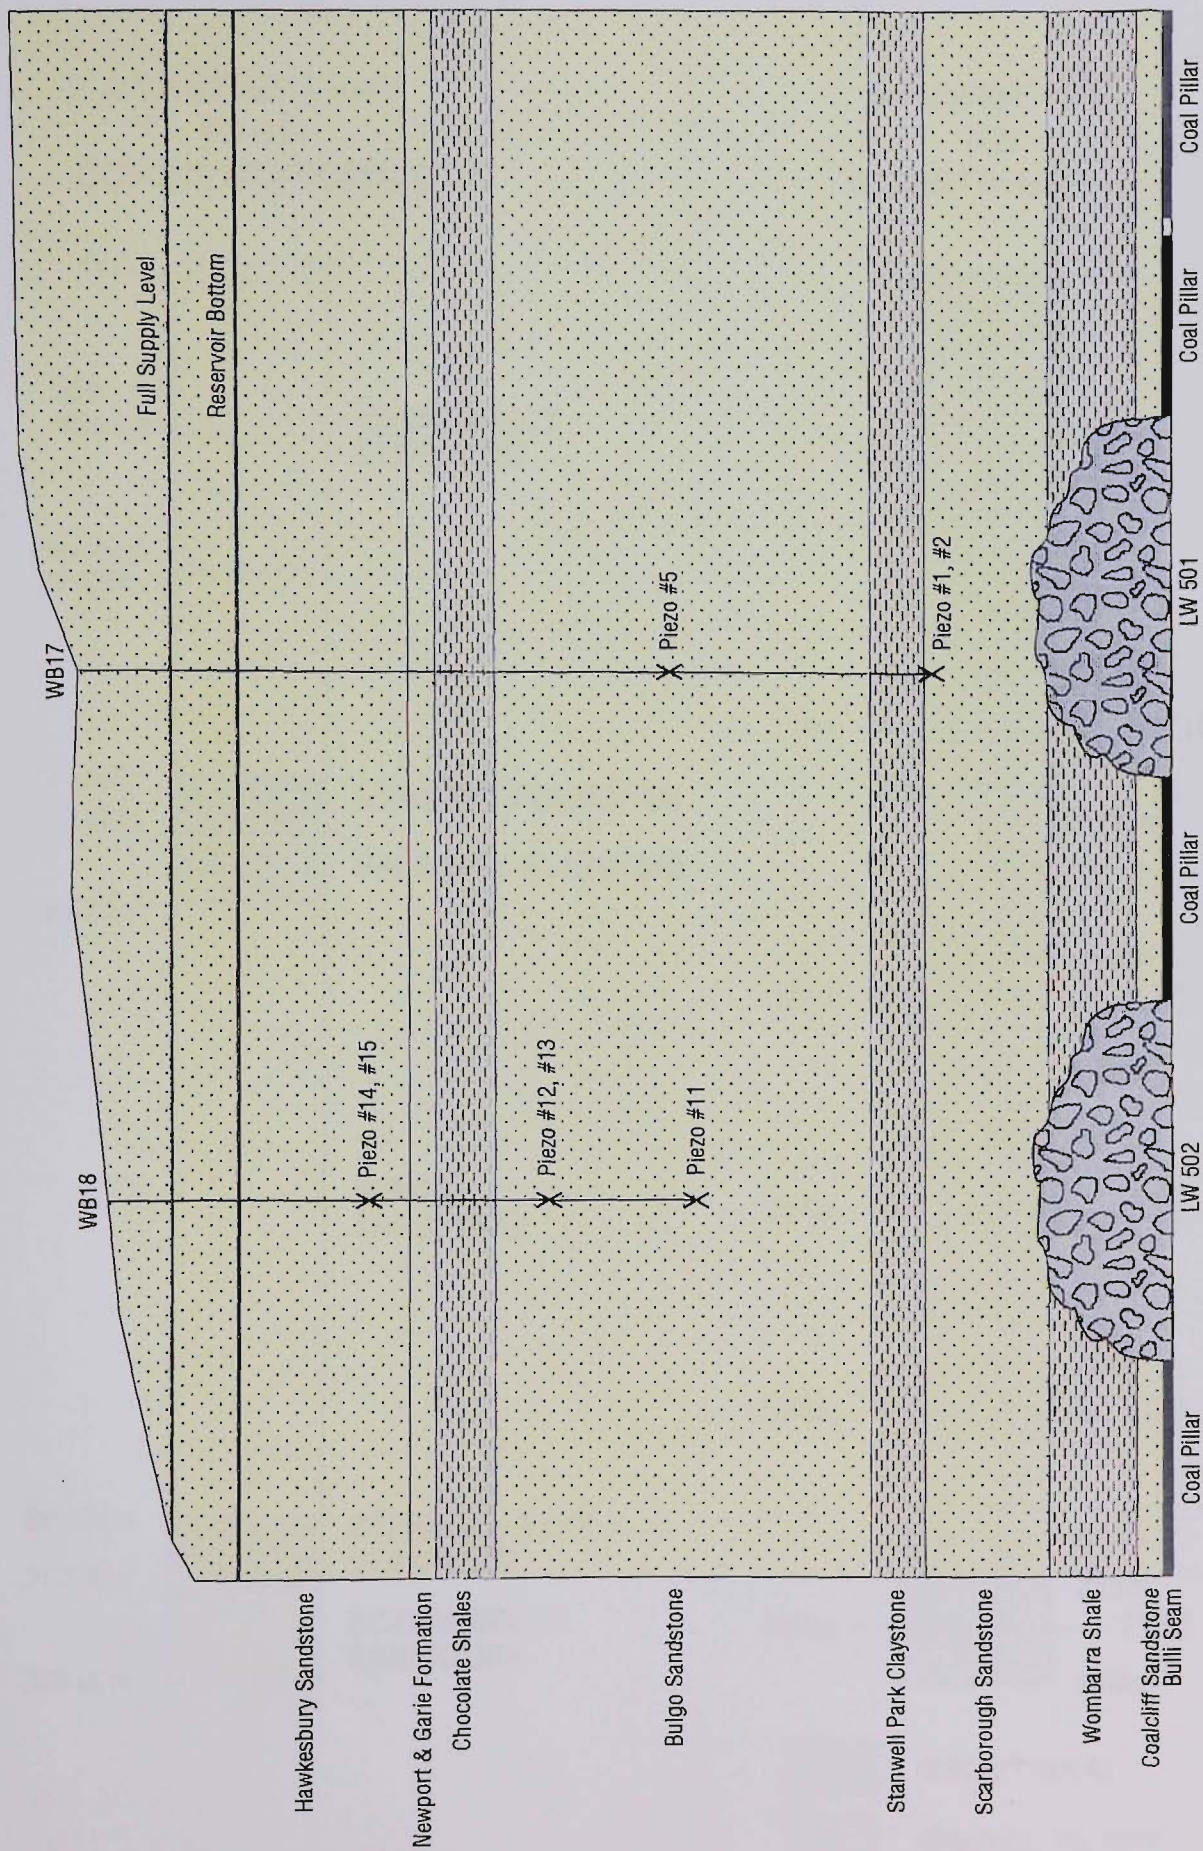 WB18
WB17
Full Supply Level
Reservoir Bottom
Hawkesbury Sandstone
Piezo #14, #15
Newport & Garie Formation
Chocolate Shales
Piezo #12, #13
Bulgo Sandstone
Piezo #11
Piezo #5
Stanwell Park Claystone
Piezo #1, #2
Scarborough Sandstone
Wombarra Shale
Coalcliff Sandstone
Bulli Seam
Coal Pillar
LW 502
Coal Pillar
LW 501
Coal Pillar
Coal Pillar